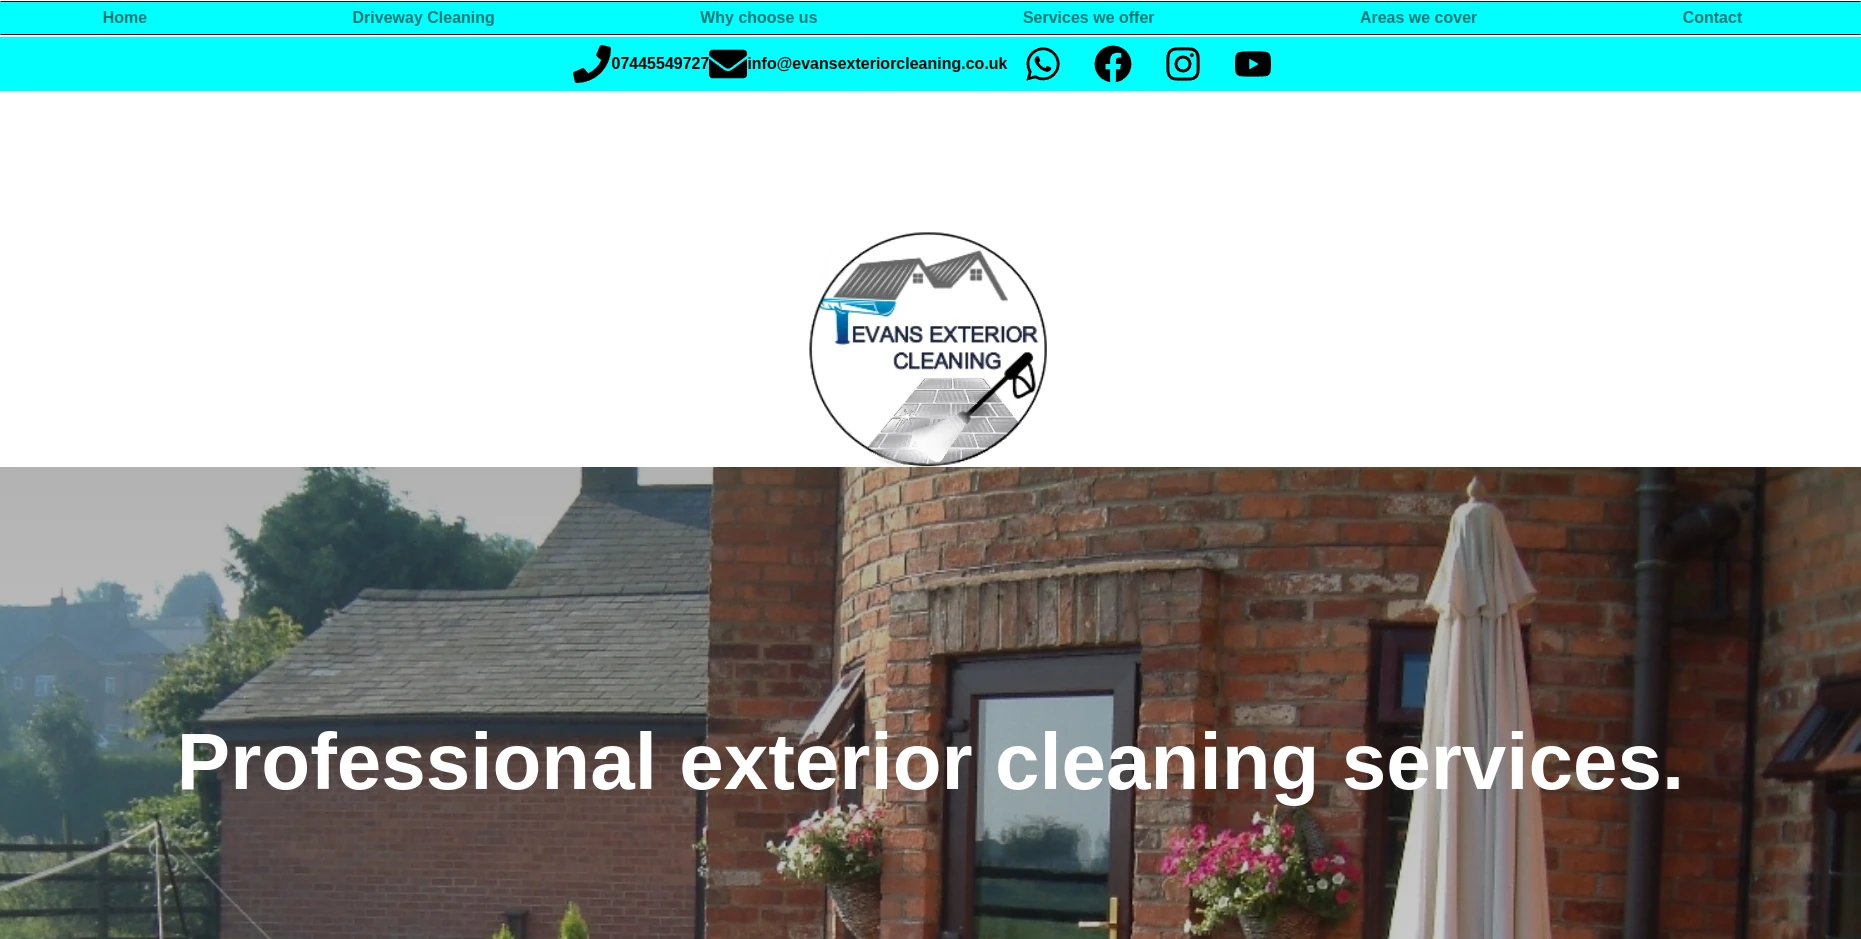 Home Driveway Cleaning Why choose us Services we offer Areas we cover Contact
07445549727 info@evansexteriorcleaning.co.uk
EVANS EXTERIOR
CLEANING
Professional exterior cleaning services.